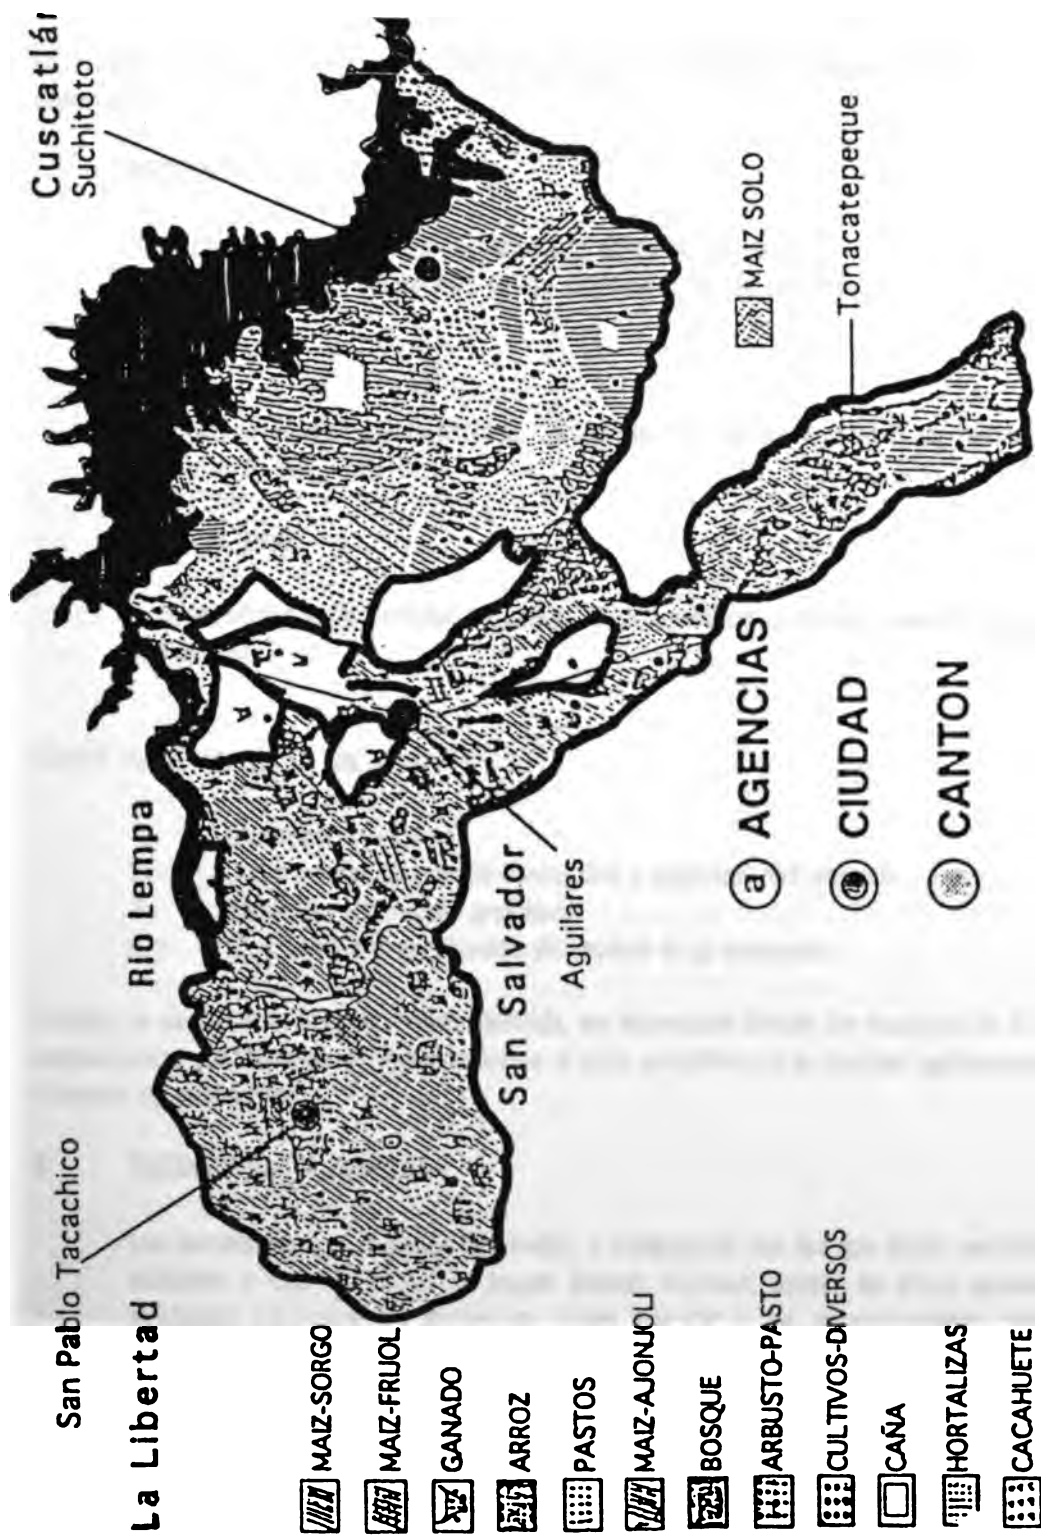 Cuscatlár
Suchitoto
MAIZ SOLO
Tonacatepeque
Rio Lempa
San Salvador
Aguilares
a AGENCIAS
CIUDAD
CANTON
San Pablo Tacachico
La Libertad
MAIZ-SORGO
MAIZ-FRIJOL
GANADO
ARROZ
PASTOS
MAIZ-AJONJOLI
BOSQUE
ARBUSTO-PASTO
CULTIVOS-DIVERSOS
CAÑA
HORTALIZAS
CACAHUETE